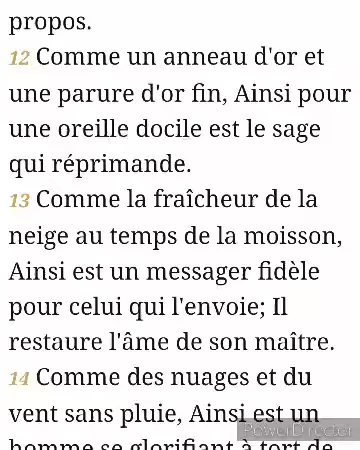 propos.
12 Comme un anneau d'or et
une parure d'or fin, Ainsi pour
une oreille docile est le sage
qui réprimande.
13 Comme la fraîcheur de la
neige au temps de la moisson,
Ainsi est un messager fidèle
pour celui qui l'envoie; Il
restaure l'âme de son maître.
14 Comme des nuages et du
vent sans pluie, Ainsi est un
homme se glorifiant à tort de
PowerDirector